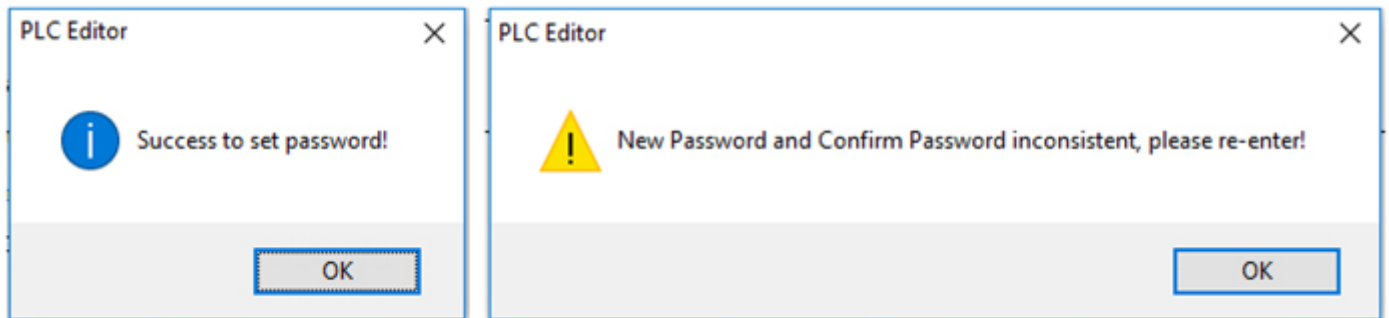 PLC Editor
Success to set password!
OK
PLC Editor
New Password and Confirm Password inconsistent, please re-enter!
OK